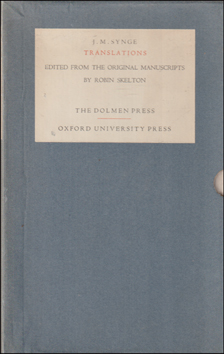 J. M. SYNGE
TRANSLATIONS
EDITED FROM THE ORIGINAL MANUSCRIPTS
BY ROBIN SKELTON
THE DOLMEN PRESS
OXFORD UNIVERSITY PRESS